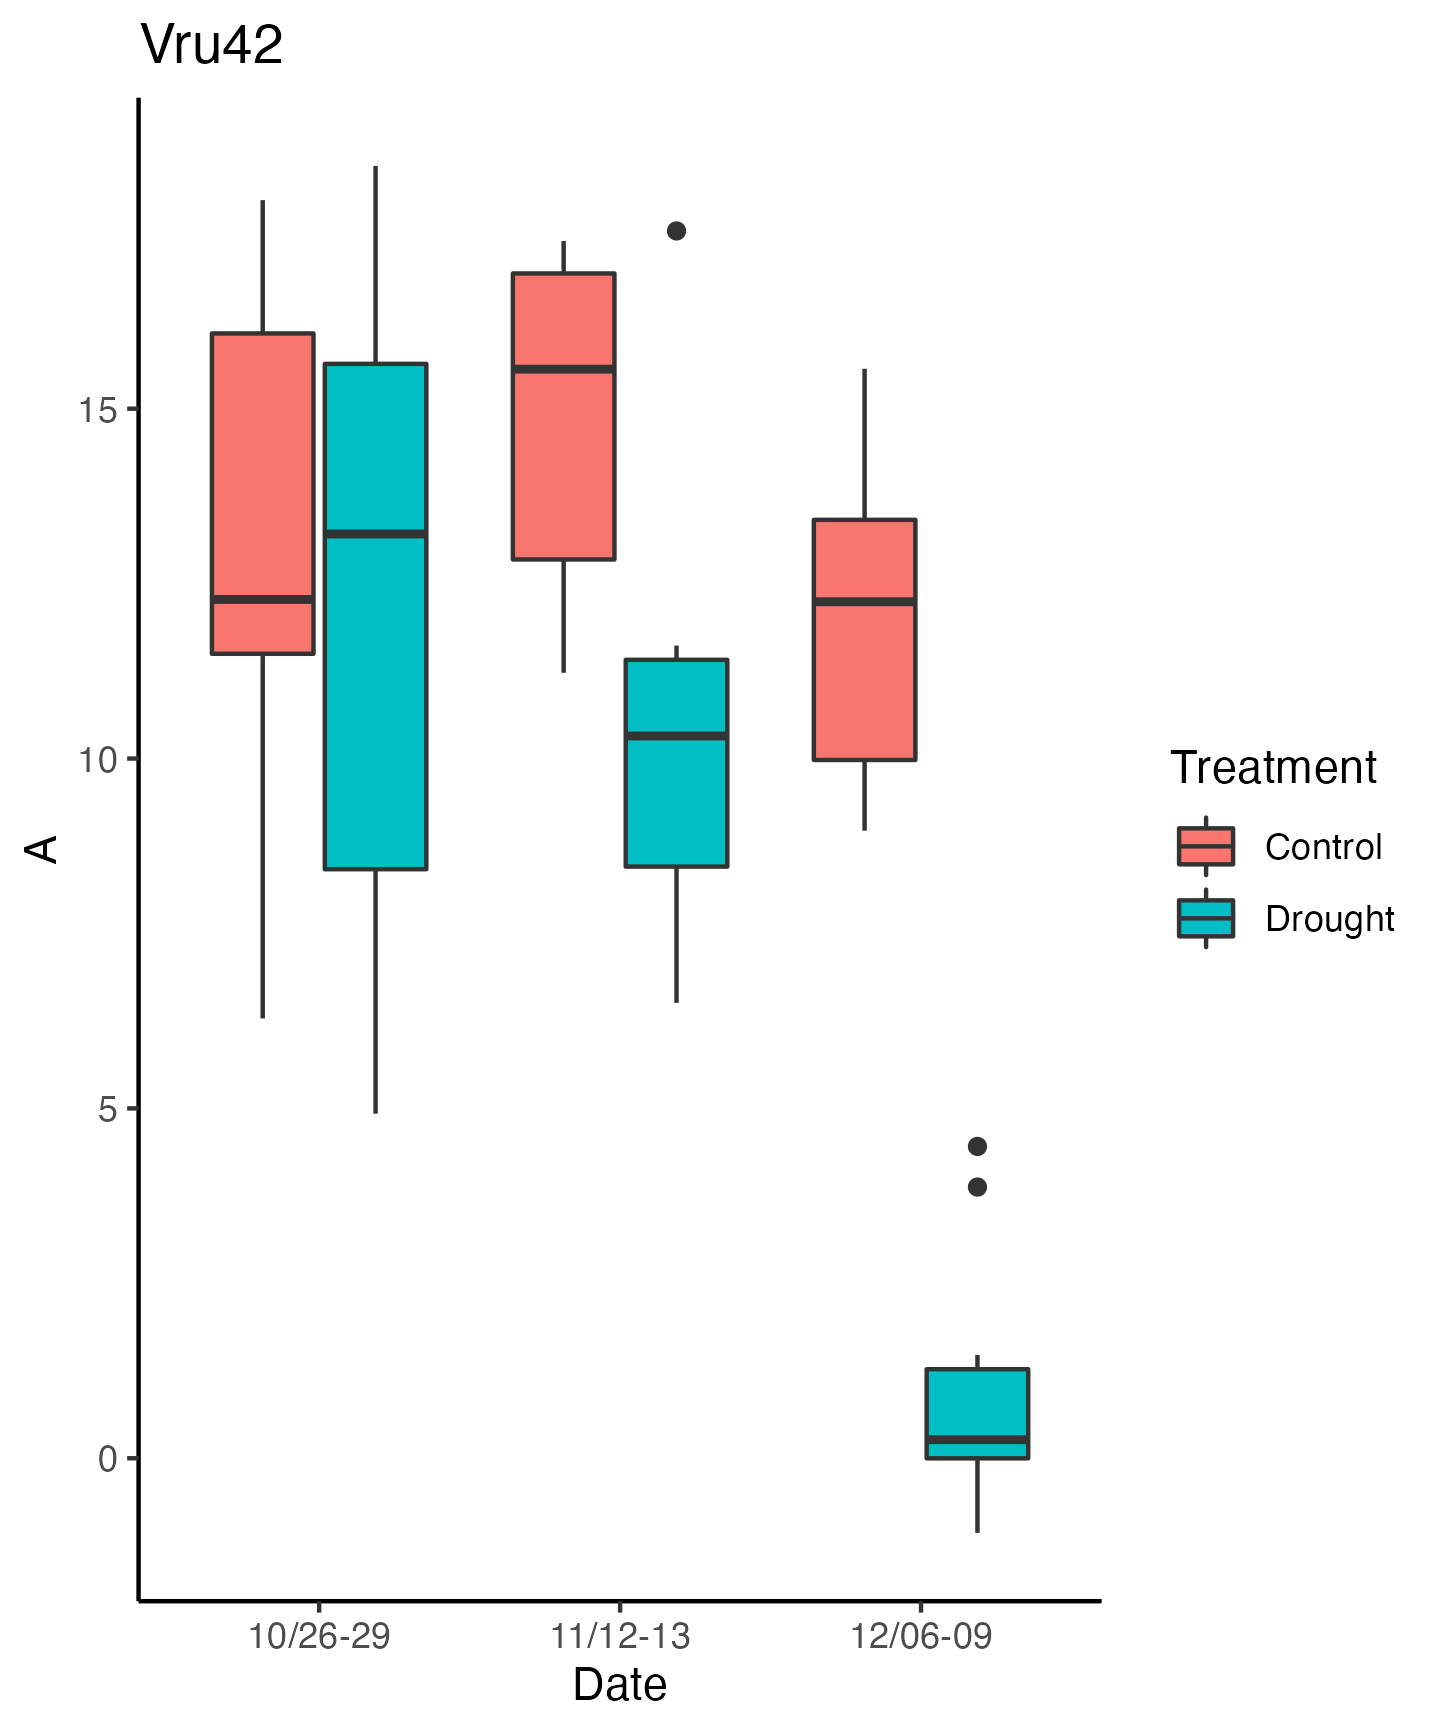 Vru42
A
15
10
5
0
10/26-29
11/12-13
12/06-09
Date
Treatment
Control
Drought